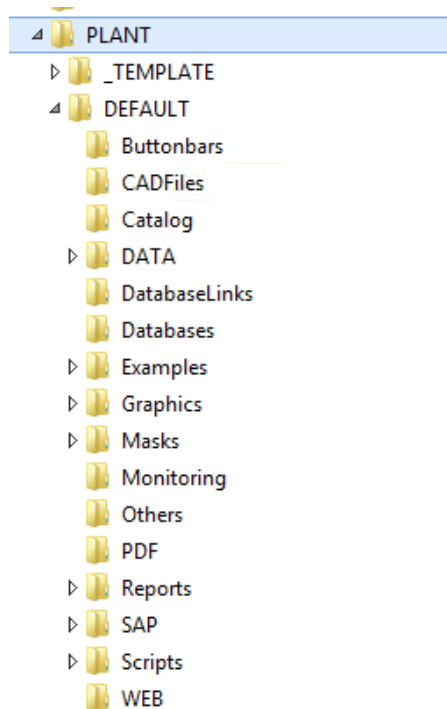 PLANT
_TEMPLATE
DEFAULT
Buttonbars
CADFiles
Catalog
DATA
DatabaseLinks
Databases
Examples
Graphics
Masks
Monitoring
Others
PDF
Reports
SAP
Scripts
WEB